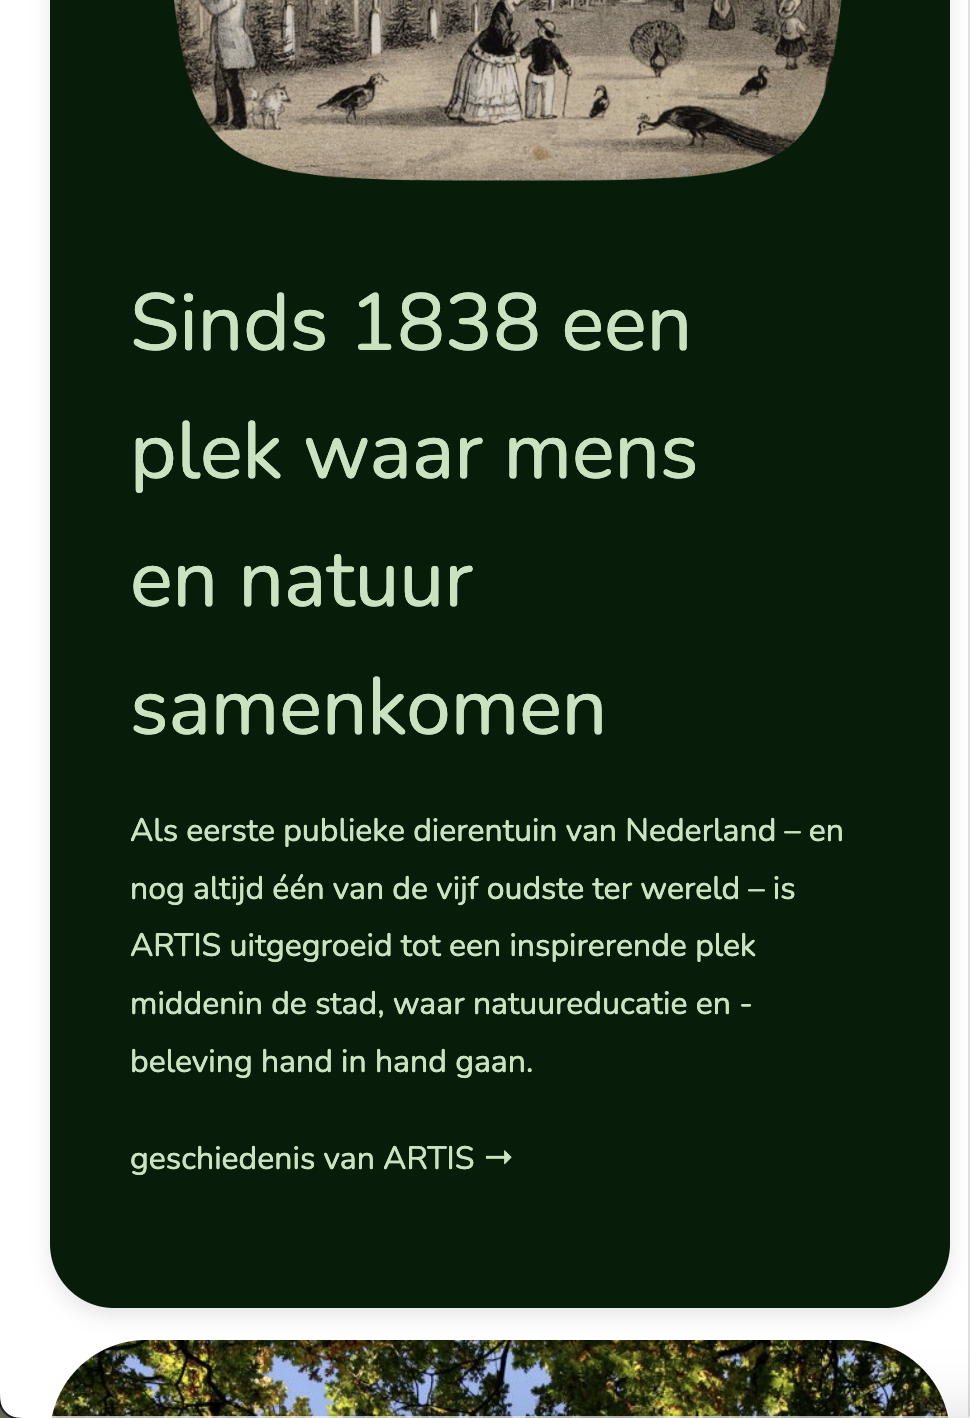 Sinds 1838 een
plek waar mens
en natuur
samenkomen
Als eerste publieke dierentuin van Nederland – en
nog altijd één van de vijf oudste ter wereld – is
ARTIS uitgegroeid tot een inspirerende plek
middenin de stad, waar natuureducatie en -
beleving hand in hand gaan.
geschiedenis van ARTIS →